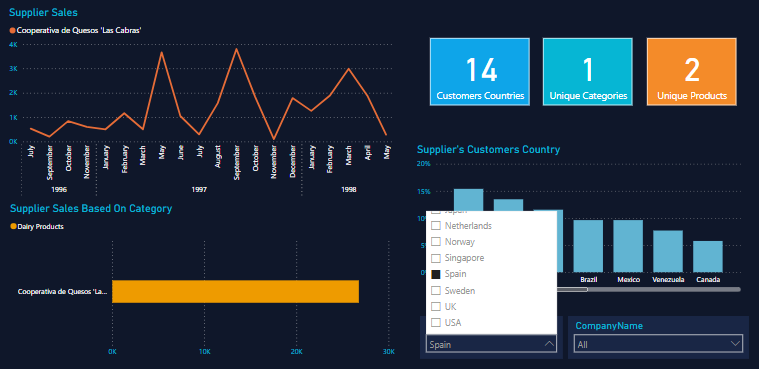 Supplier Sales
Cooperativa de Quesos 'Las Cabras'
4K
3K
2K
1K
0K
July
September
October
November
January
February
March
May
June
July
August
September
October
November
December
January
February
March
April
May
1996
1997
1998
14
Customers Countries
1
Unique Categories
2
Unique Products
Supplier's Customers Country
20%
15%
10%
5%
0%
Brazil
Mexico
Venezuela
Canada
Netherlands
Norway
Singapore
Spain
Sweden
UK
USA
Spain
CompanyName
All
Supplier Sales Based On Category
Dairy Products
Cooperativa de Quesos 'La...
0K
10K
20K
30K